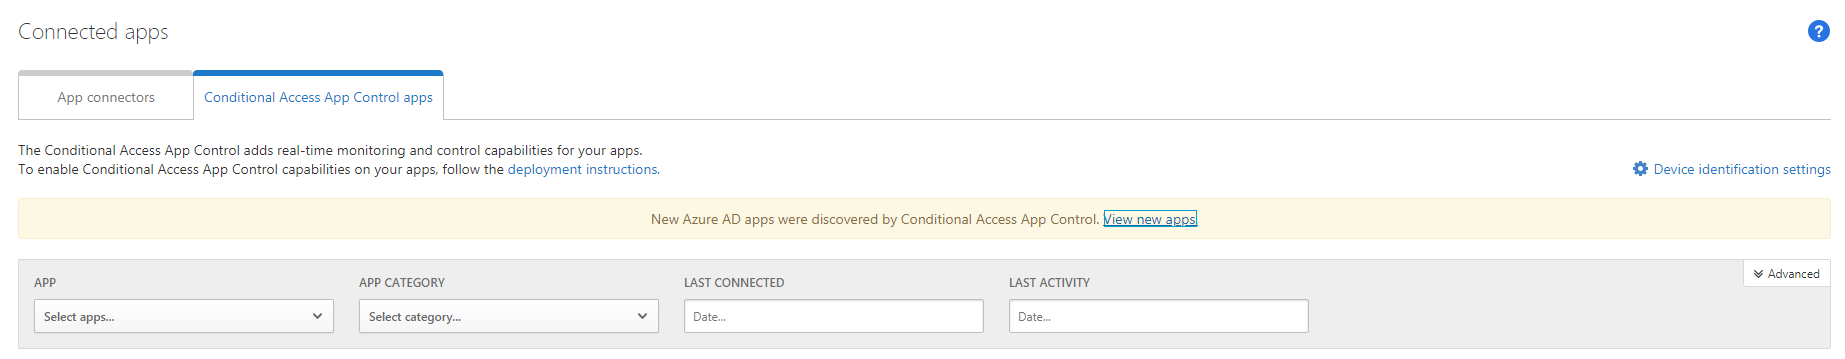 Connected apps
?
App connectors
Conditional Access App Control apps
The Conditional Access App Control adds real-time monitoring and control capabilities for your apps.
To enable Conditional Access App Control capabilities on your apps, follow the deployment instructions.
Device identification settings
New Azure AD apps were discovered by Conditional Access App Control. View new apps
Advanced
APP
APP CATEGORY
LAST CONNECTED
LAST ACTIVITY
Select apps...
Select category...
Date...
Date...